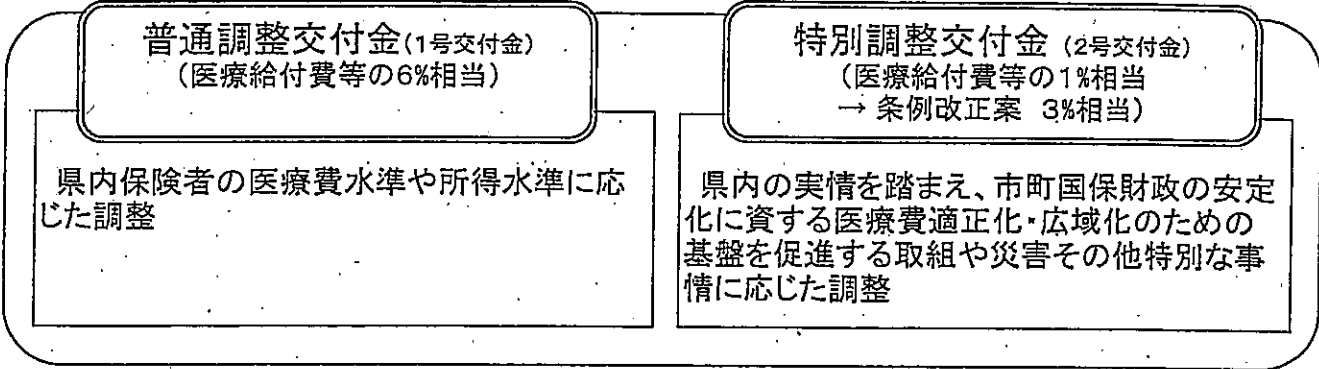 普通調整交付金(1号交付金)
(医療給付費等の6%相当)
県内保険者の医療費水準や所得水準に応
じた調整
特別調整交付金 (2号交付金)
(医療給付費等の1%相当
→ 条例改正案 3%相当)
県内の実情を踏まえ、市町国保財政の安定
化に資する医療費適正化・広域化のための
基盤を促進する取組や災害その他特別な事
情に応じた調整